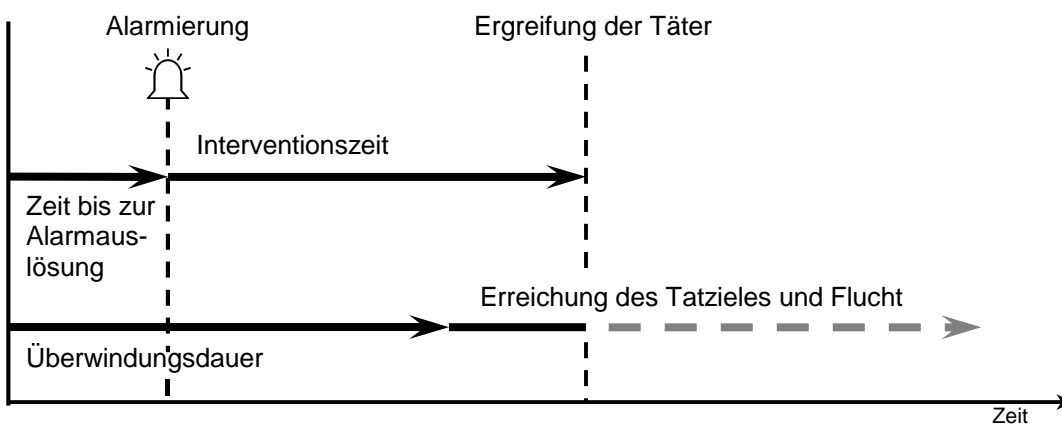 Alarmierung
Ergreifung der Täter
Interventionszeit
Zeit bis zur
Alarmaus-
lösung
Erreichung des Tatzieles und Flucht
Überwindungsdauer
Zeit